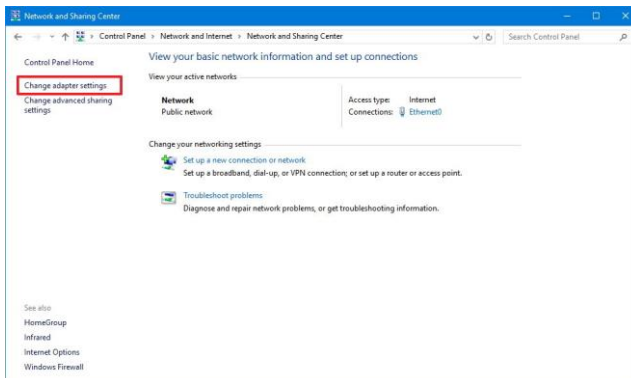 Network and Sharing Center
Control Panel > Network and Internet > Network and Sharing Center
Search Control Panel
Control Panel Home
Change adapter settings
Change advanced sharing
settings
View your basic network information and set up connections
View your active networks
Network
Public network
Access type: Internet
Connections: Ethernet0
Change your networking settings
Set up a new connection or network
Set up a broadband, dial-up, or VPN connection; or set up a router or access point.
Troubleshoot problems
Diagnose and repair network problems, or get troubleshooting information.
See also
HomeGroup
Infrared
Internet Options
Windows Firewall